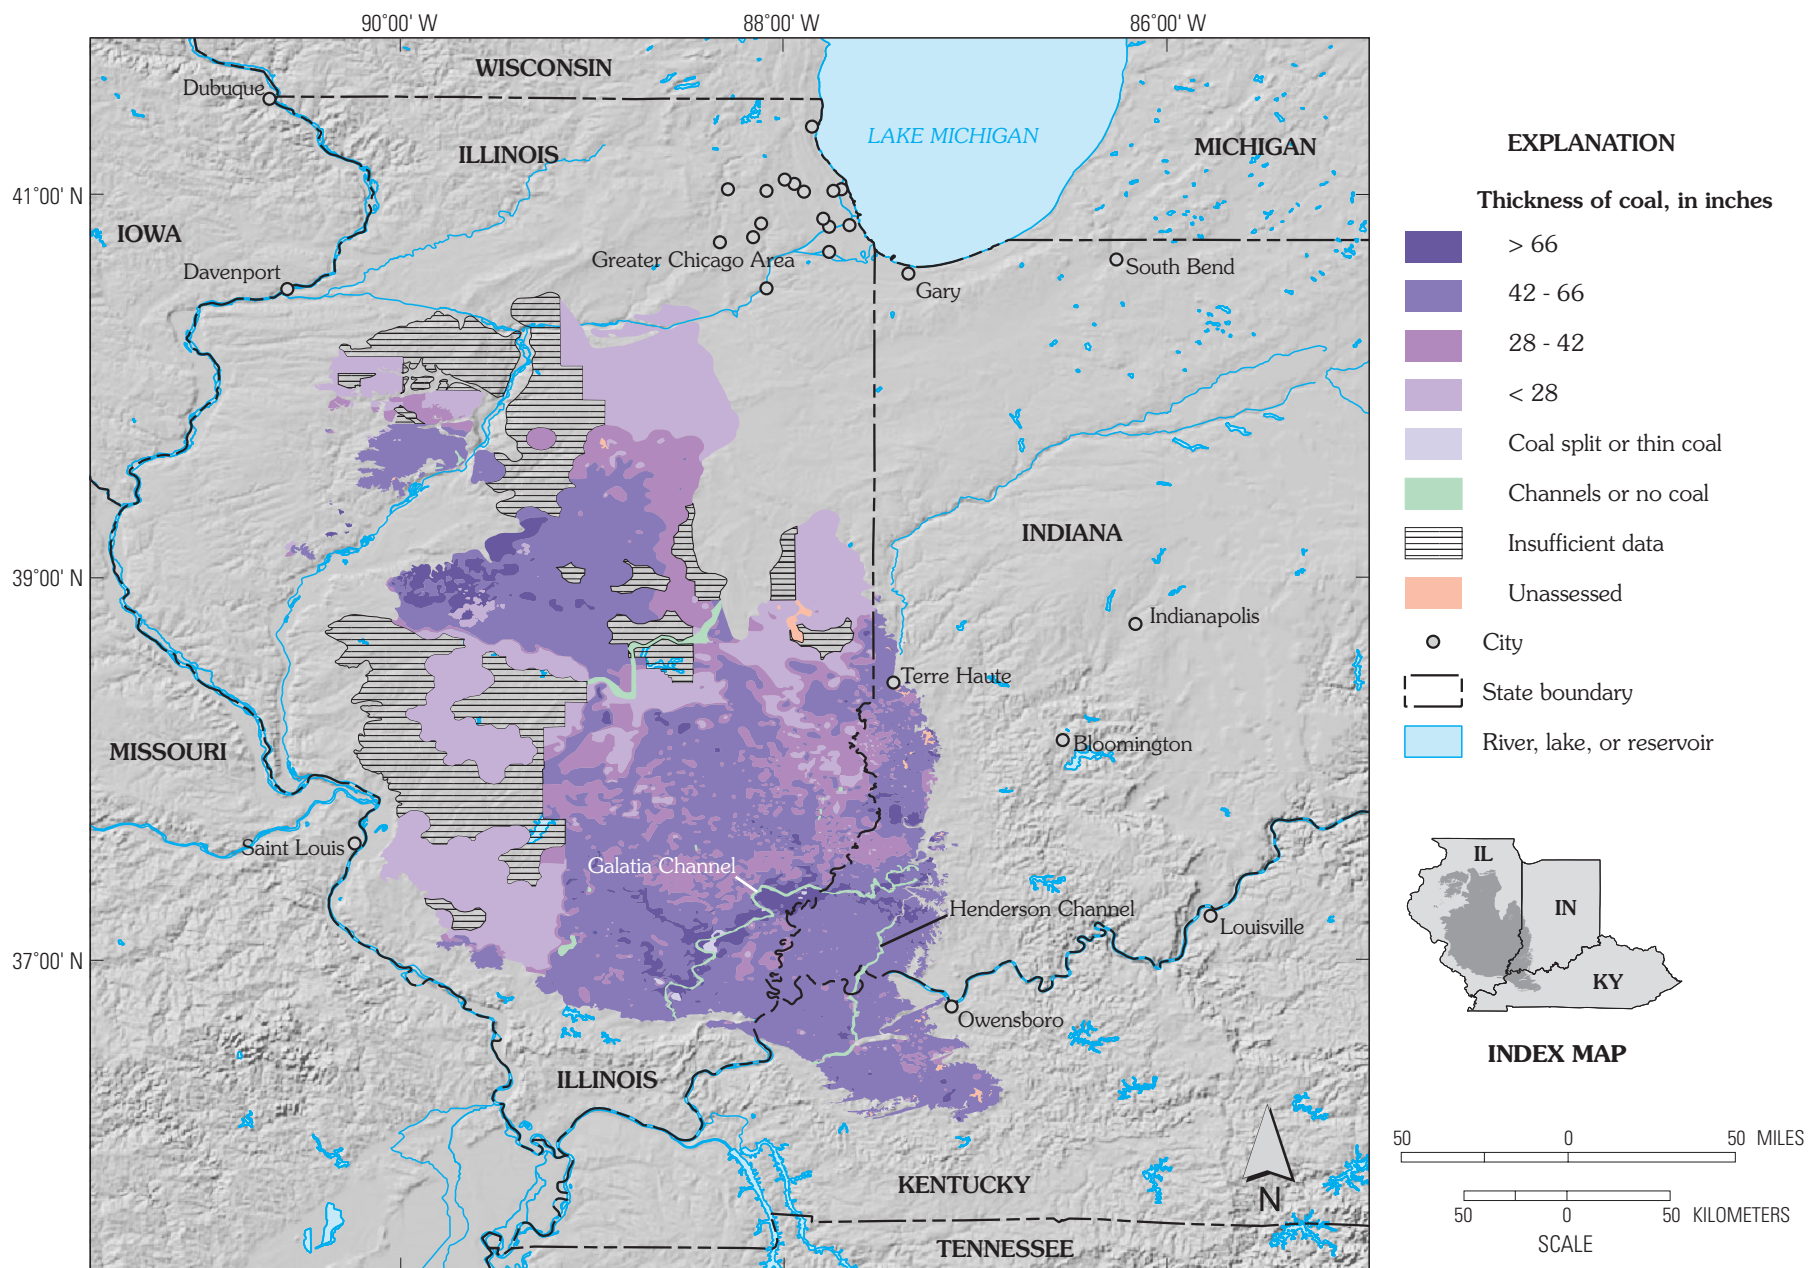 90°00' W
88°00' W
86°00' W
WISCONSIN
Dubuque
LAKE MICHIGAN
ILLINOIS
MICHIGAN
41°00' N
IOWA
Greater Chicago Area
South Bend
Davenport
Gary
INDIANA
39°00' N
Indianapolis
Terre Haute
MISSOURI
Bloomington
Saint Louis
Galatia Channel
Henderson Channel
Louisville
37°00' N
Owensboro
ILLINOIS
KENTUCKY
N
TENNESSEE
EXPLANATION
Thickness of coal, in inches
> 66
42 - 66
28 - 42
< 28
Coal split or thin coal
Channels or no coal
Insufficient data
Unassessed
City
State boundary
River, lake, or reservoir
IL
IN
KY
INDEX MAP
50 0 50 MILES
50 0 50 KILOMETERS
SCALE